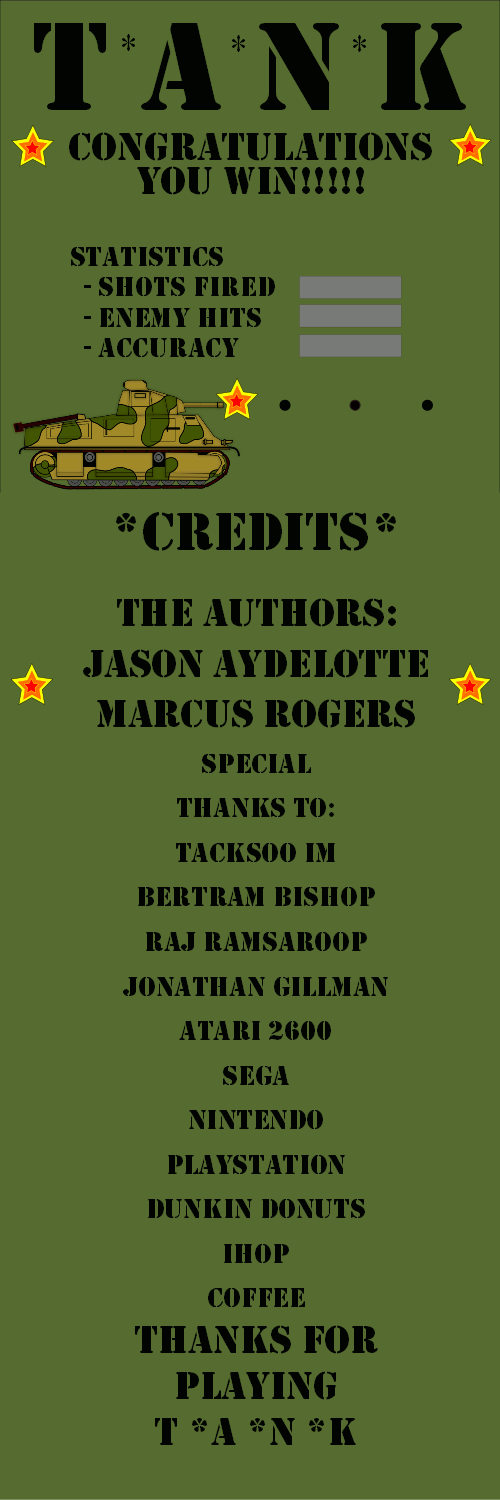 T*A*N*K
CONGRATULATIONS
YOU WIN!!!!!
STATISTICS
- SHOTS FIRED
- ENEMY HITS
- ACCURACY
*CREDITS*
THE AUTHORS:
JASON AYDELOTTE
MARCUS ROGERS
SPECIAL
THANKS TO:
TACKSOO IM
BERTRAM BISHOP
RAJ RAMSAROOP
JONATHAN GILLMAN
ATARI 2600
SEGA
NINTENDO
PLAYSTATION
DUNKIN DONUTS
IHOP
COFFEE
THANKS FOR
PLAYING
T *A *N *K